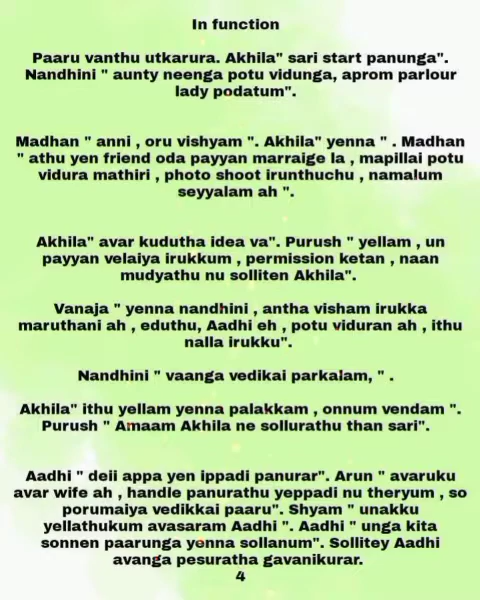 In function
Paaru vanthu utkarura. Akhila" sari start panunga".
Nandhini " aunty neenga potu vidunga, aprom parlour
lady podatum".
Madhan " anni , oru vishyam ". Akhila" yenna " . Madhan
" athu yen friend oda payyan marraige la , mapillai potu
vidura mathiri , photo shoot irunthuchu , namalum
seyyalam ah ".
Akhila" avar kudutha idea va". Purush " yellam , un
payyan velaiya irukkum , permission ketan , naan
mudyathu nu solliten Akhila".
Vanaja " yenna nandhini , antha visham irukka
maruthani ah , eduthu, Aadhi eh , potu viduran ah , ithu
nalla irukku".
Nandhini " vaanga vedikai parkalam, " .
Akhila" ithu yellam yenna palakkam , onnum vendam ".
Purush " Amaam Akhila ne sollurathu than sari".
Aadhi " deii appa yen ippadi panurar". Arun " avaruku
avar wife ah , handle panurathu yeppadi nu theryum , so
porumaiya vedikkai paaru". Shyam " unakku
yellathukum avasaram Aadhi ". Aadhi " unga kita
sonnen paarunga yenna sollanum". Sollitey Aadhi
avanga pesuratha gavanikurar.
4